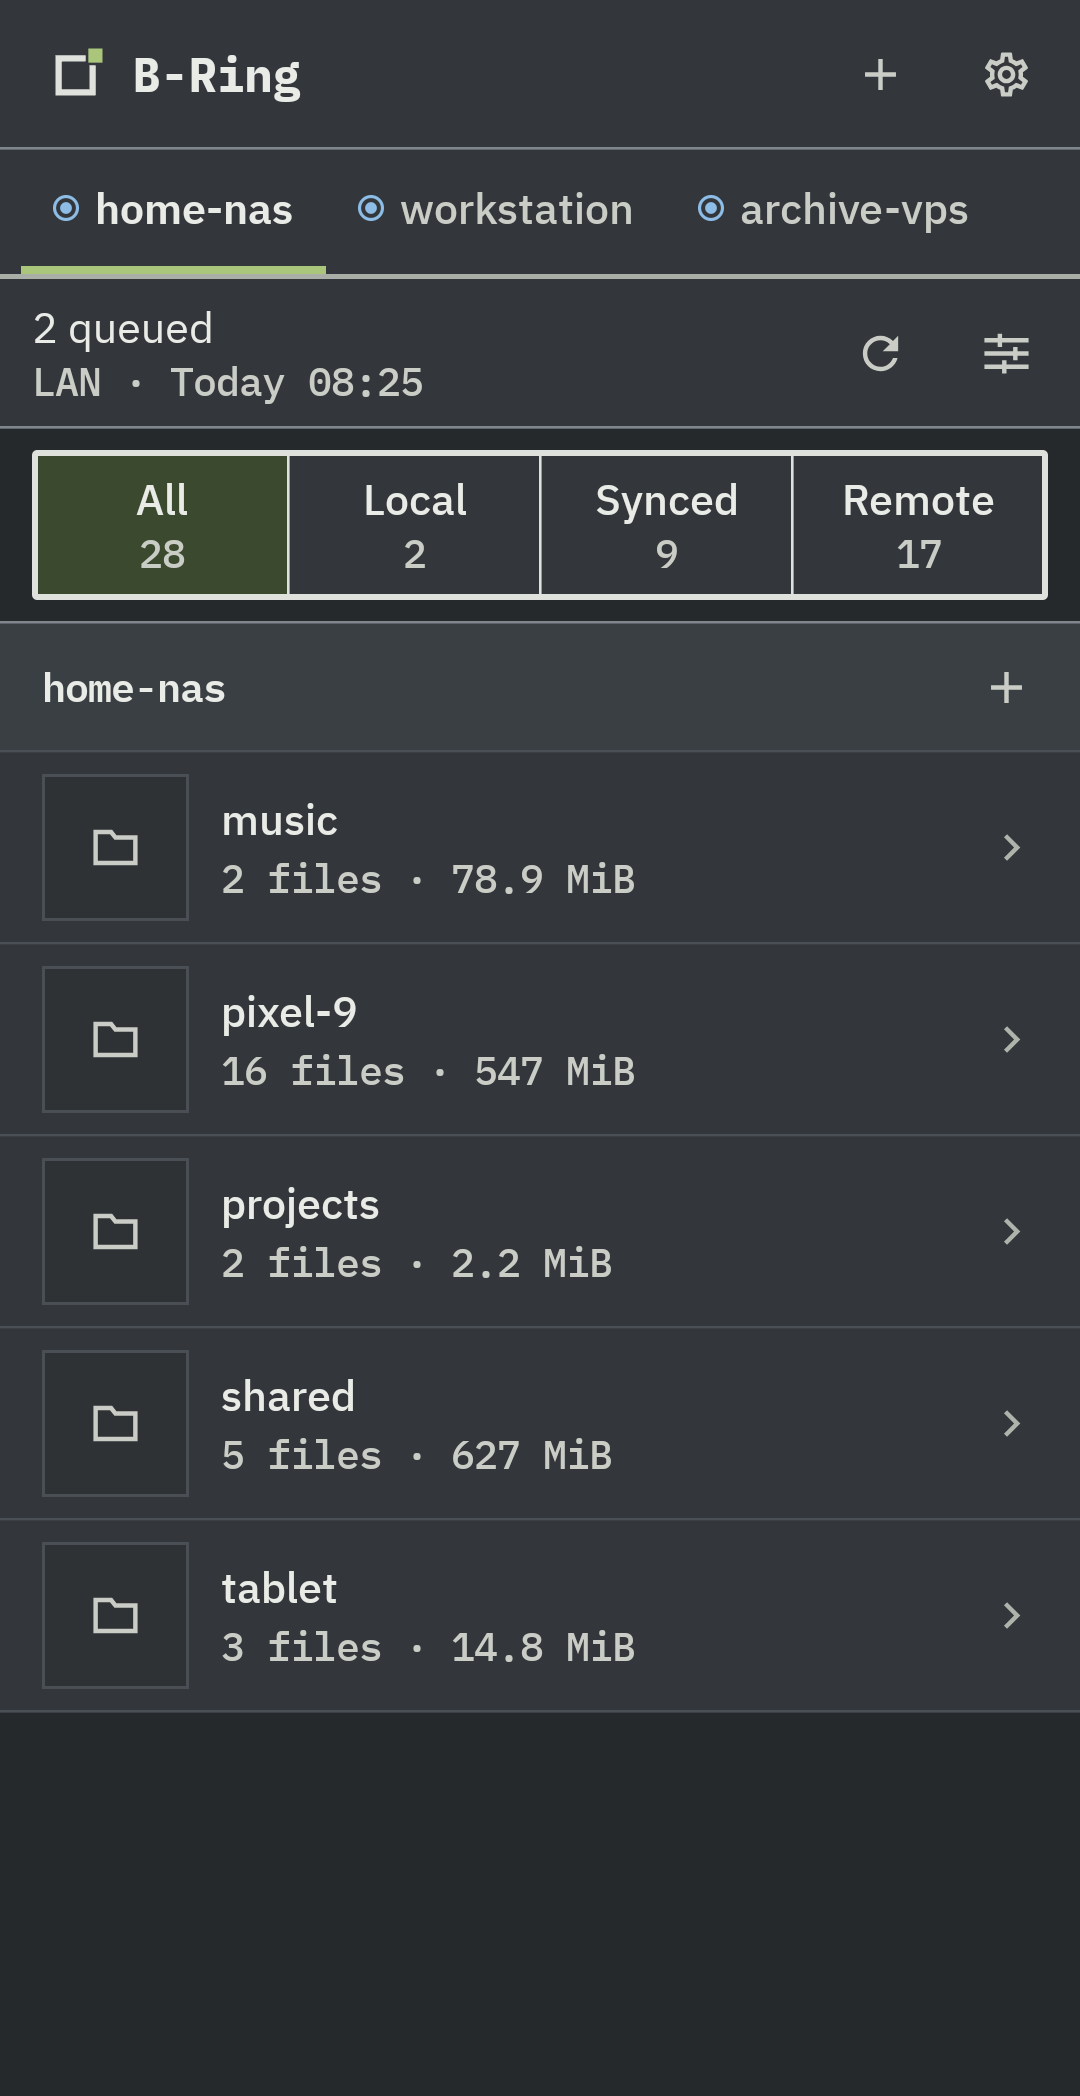 B-Ring
home-nas
workstation
archive-vps
2 queued
LAN · Today 08:25
All
28
Local
2
Synced
9
Remote
17
home-nas
music
2 files · 78.9 MiB
pixel-9
16 files · 547 MiB
projects
2 files · 2.2 MiB
shared
5 files · 627 MiB
tablet
3 files · 14.8 MiB